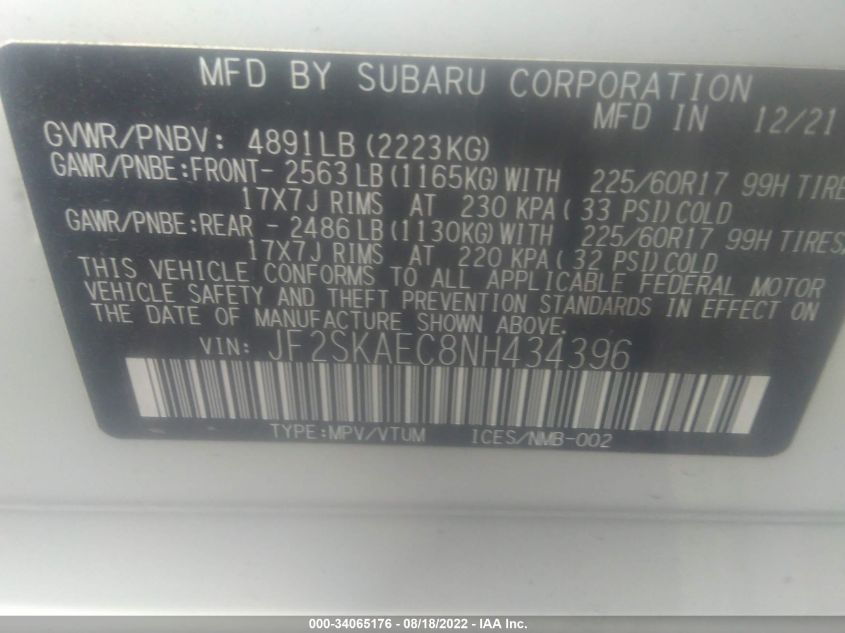 MFD BY SUBARU CORPORATION
MFD IN 12/21
GVWR/PNBV: 4891LB(2223KG)
GAWR/PNBE:FRONT- 2563LB(1165KG)WITH 225/60R17 99H TIRE
17X7J RIMS AT 230 KPA( 33 PSI)COLD
GAWR/PNBE:REAR - 2486LB(1130KG)WITH 225/60R17 99H TIRES,
17X7J RIMS AT 220 KPA( 32 PSI)COLD
THIS VEHICLE CONFORMS TO ALL APPLICABLE FEDERAL MOTOR
VEHICLE SAFETY AND THEFT PREVENTION STANDARDS IN EFFECT ON
THE DATE OF MANUFACTURE SHOWN ABOVE.
VIN: JF2SKAEC8NH434396
TYPE:MPV/VTUM ICES/NMB-002
000-34065176 - 08/18/2022 - IAA Inc.